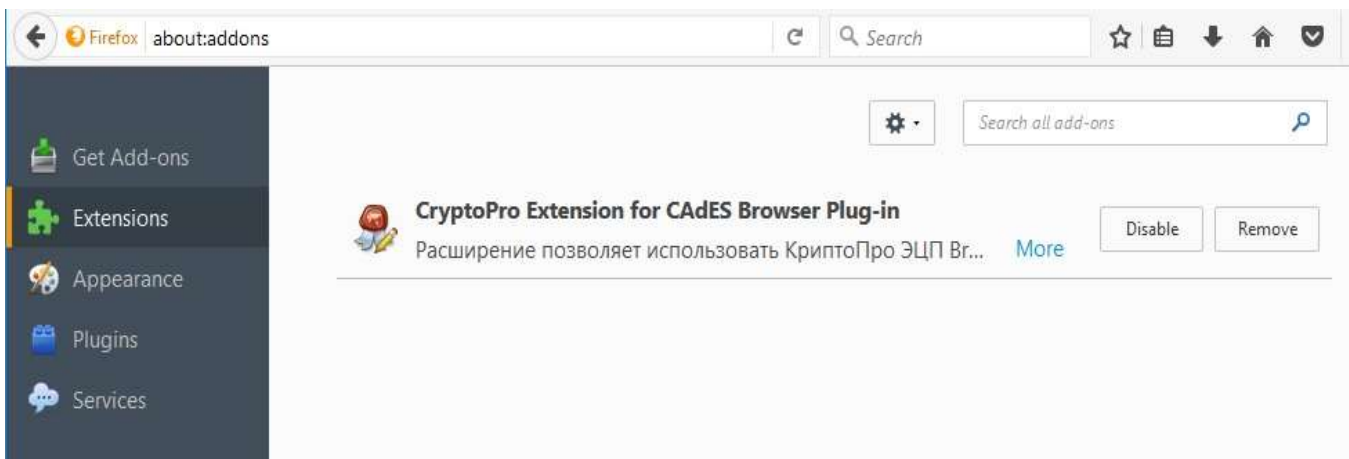 Firefox about:addons
Search
Search all add-ons
Get Add-ons
Extensions
Appearance
Plugins
Services
CryptoPro Extension for CAdES Browser Plug-in
Расширение позволяет использовать КриптоПро ЭЦП Br... More
Disable
Remove